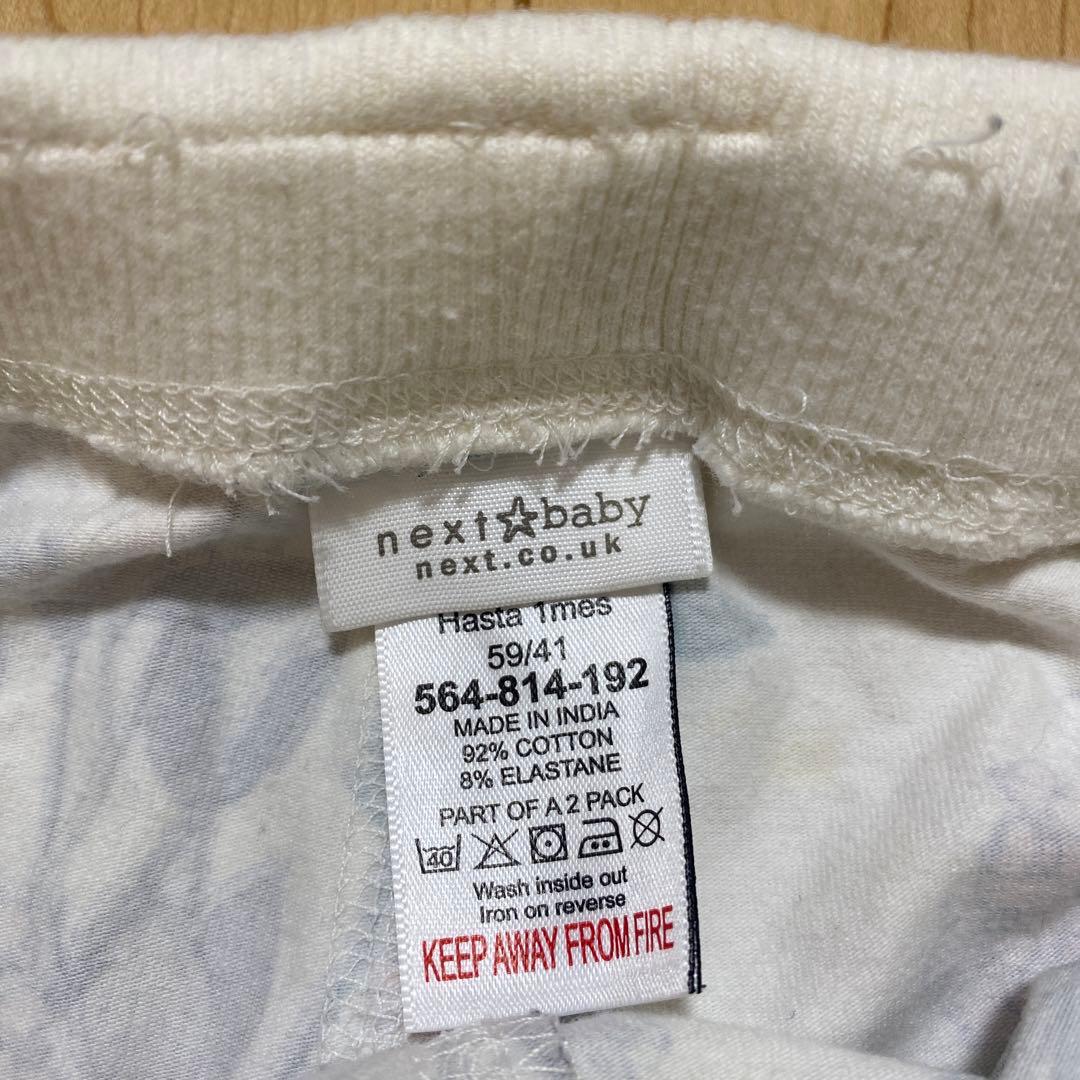 next☆baby
next.co.uk
Hasta 1mes
59/41
564-814-192
MADE IN INDIA
92% COTTON
8% ELASTANE
PART OF A 2 PACK
40
Wash inside out
Iron on reverse
KEEP AWAY FROM FIRE